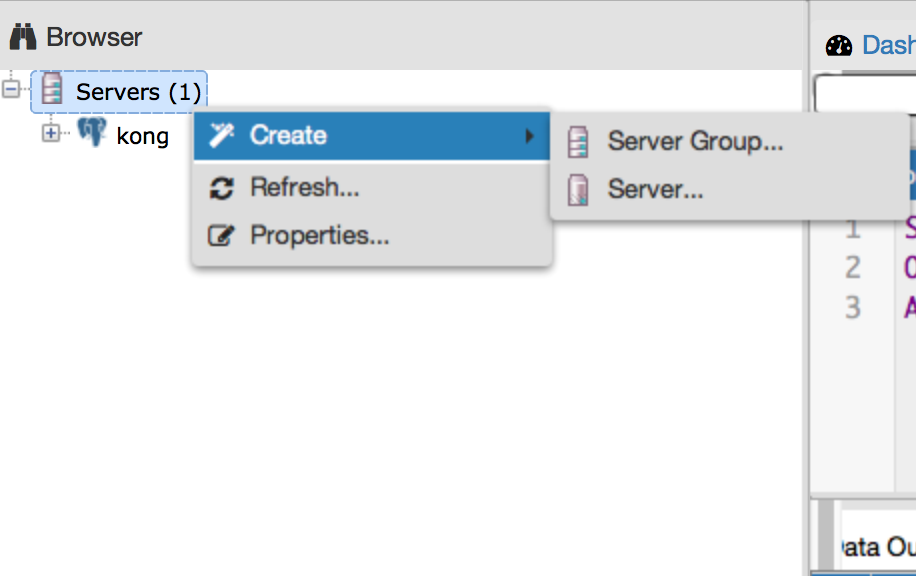 Browser
Dash
Servers (1)
kong
Create
Server Group...
Refresh...
Server...
Properties...
1
2
3
ata Ou